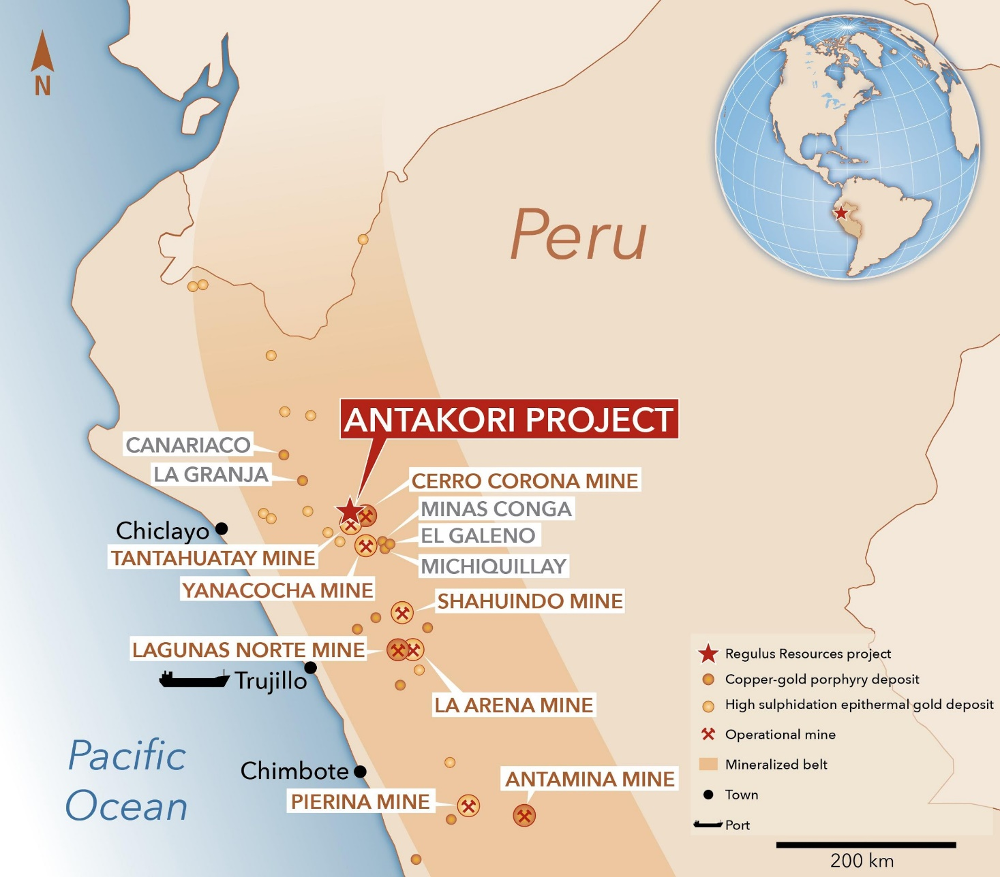 N
Peru
ANTAKORI PROJECT
CANARIACO
LA GRANJA
CERRO CORONA MINE
MINAS CONGA
Chiclayo
EL GALENO
TANTAHUATAY MINE
MICHIQUILLAY
YANACOCHA MINE
SHAHUINDO MINE
LAGUNAS NORTE MINE
Trujillo
LA ARENA MINE
Pacific
Ocean
Chimbote
ANTAMINA MINE
PIERINA MINE
Regulus Resources project
Copper-gold porphyry deposit
High sulphidation epithermal gold deposit
Operational mine
Mineralized belt
Town
Port
200 km